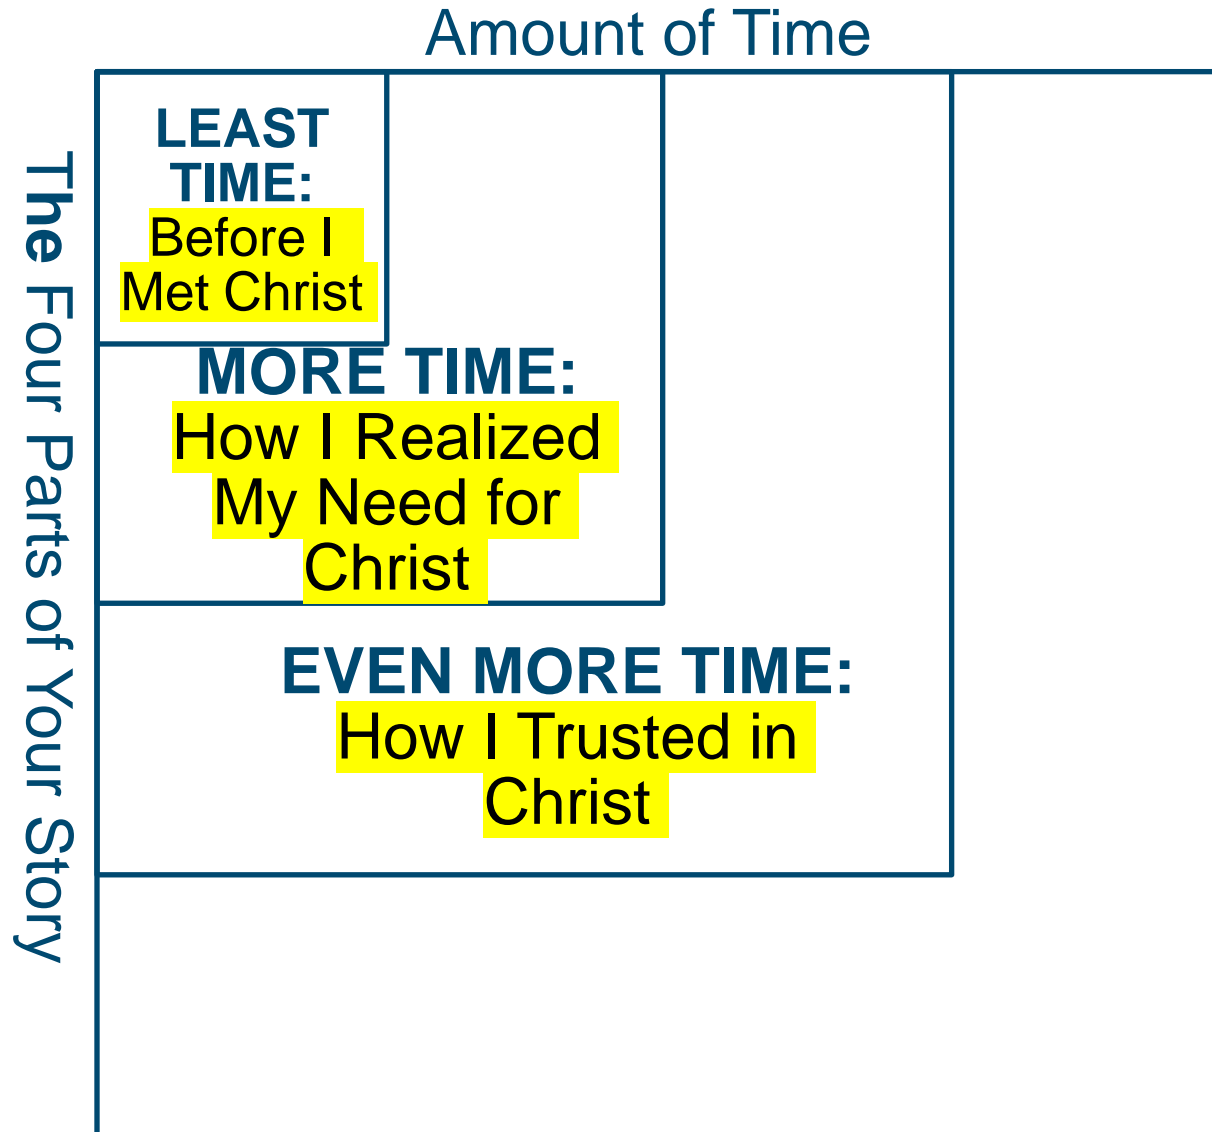 Amount of Time
The Four Parts of Your Story
LEAST
TIME:
Before I
Met Christ
MORE TIME:
How I Realized
My Need for
Christ
EVEN MORE TIME:
How I Trusted in
Christ